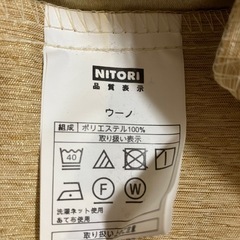 NITORI
品質表示
ウーノ
組成 ポリエステル100%
取り扱い表示
40
F W
洗濯ネット使用
あて布使用